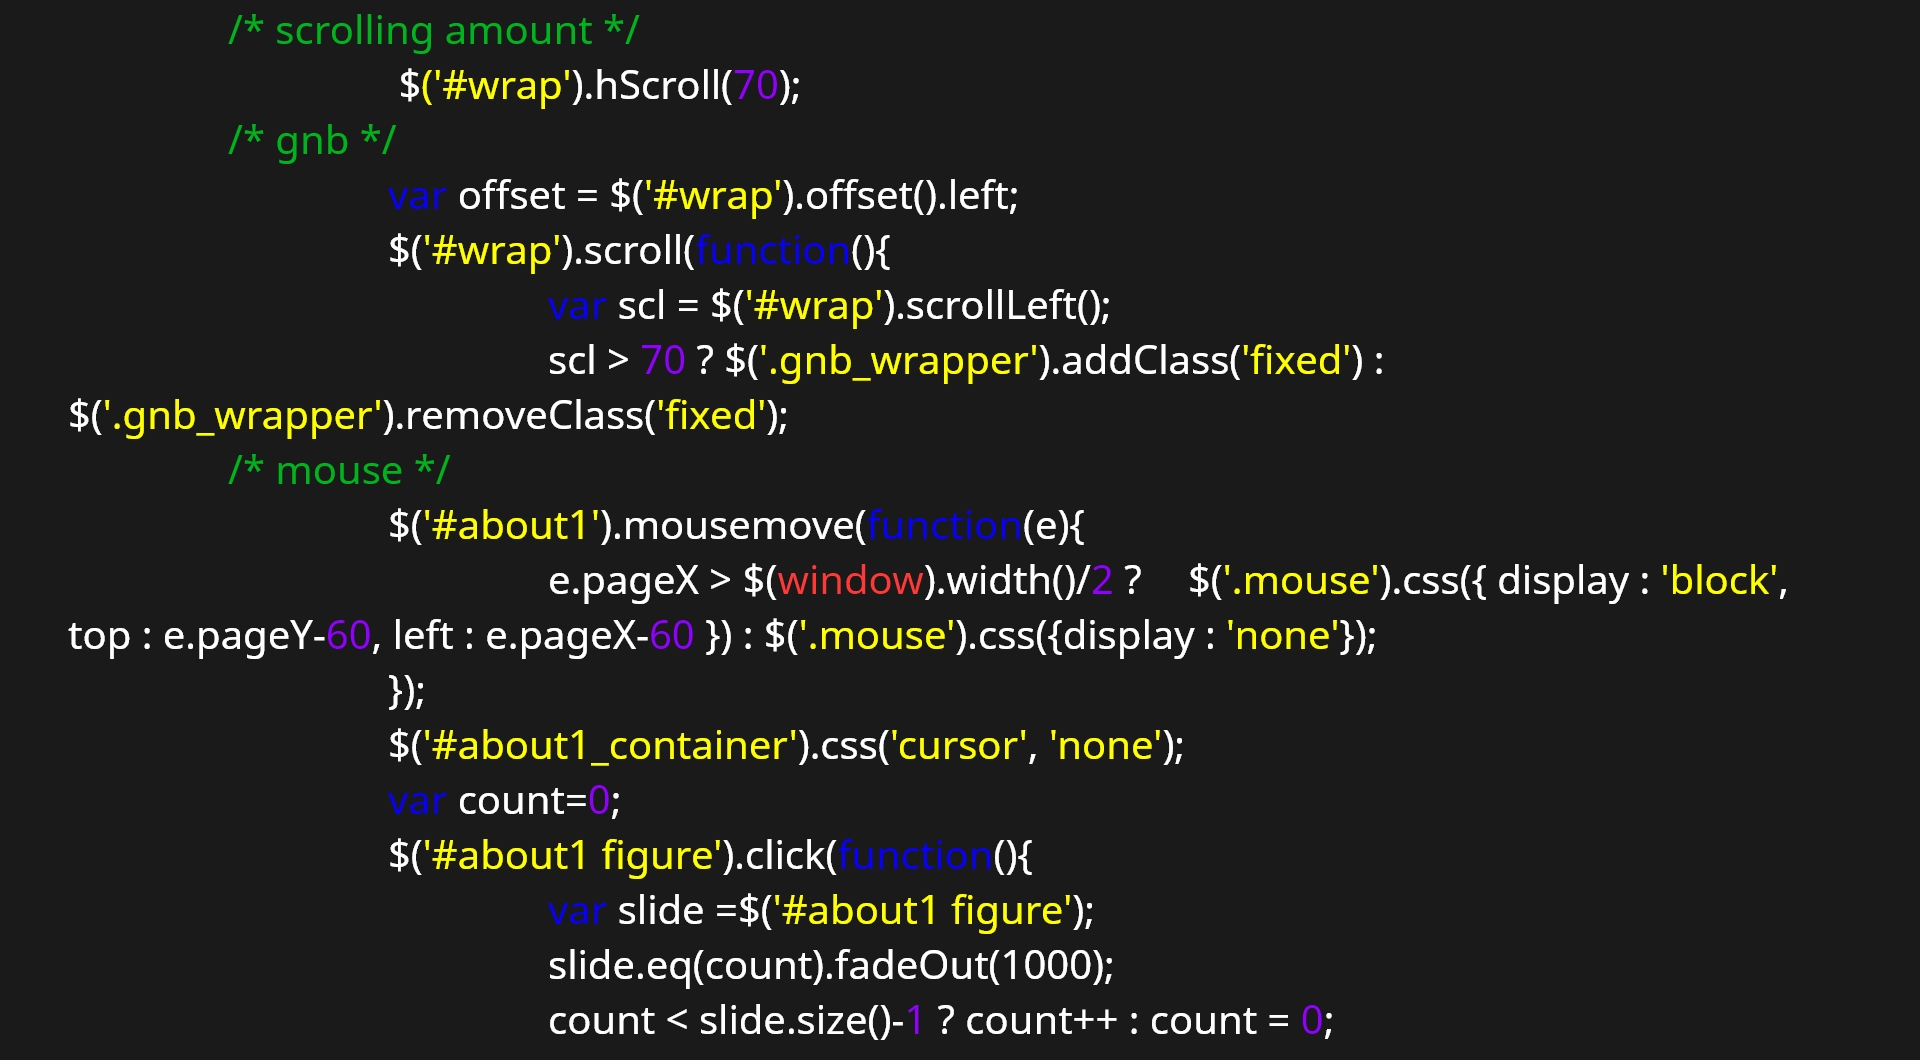 /* scrolling amount */
$('#wrap').hScroll(70);
/* gnb */
var offset = $('#wrap').offset().left;
$('#wrap').scroll(function(){
var scl = $('#wrap').scrollLeft();
scl > 70 ? $('.gnb_wrapper').addClass('fixed') :
$('.gnb_wrapper').removeClass('fixed');
/* mouse */
$('#about1').mousemove(function(e){
e.pageX > $(window).width()/2 ? $('.mouse').css({ display : 'block',
top : e.pageY-60, left : e.pageX-60 }) : $('.mouse').css({display : 'none'});
});
$('#about1_container').css('cursor', 'none');
var count=0;
$('#about1 figure').click(function(){
var slide =$('#about1 figure');
slide.eq(count).fadeOut(1000);
count < slide.size()-1 ? count++ : count = 0;